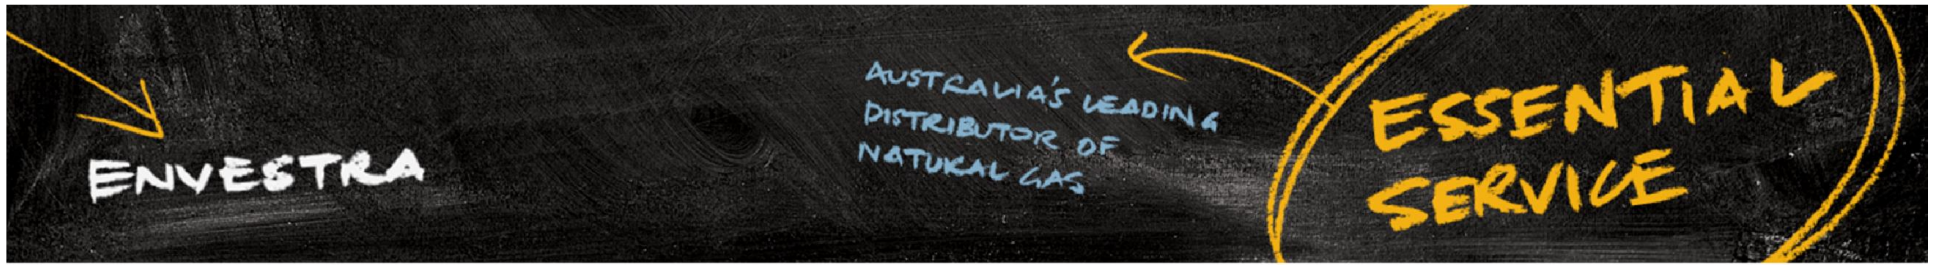 ENVESTRA
AUSTRALIA'S LEADING
DISTRIBUTOR OF
NATURAL GAS
ESSENTIAL
SERVICE